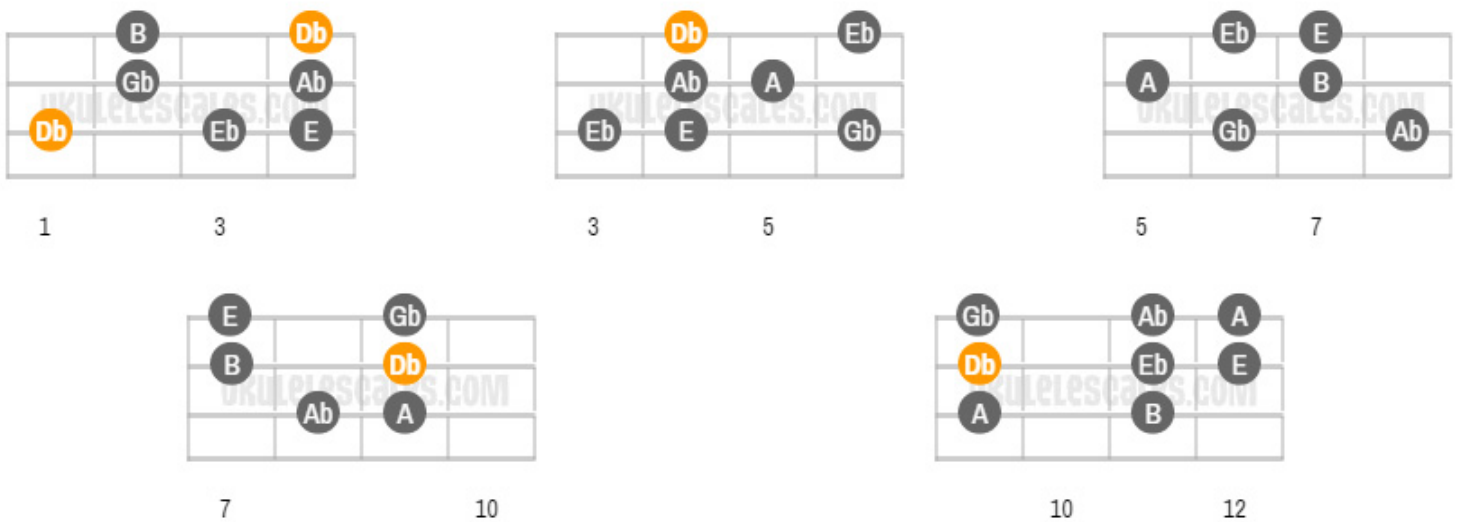 B Db Db Eb Eb E
Gb Ab Ab A A B
Db Eb E Eb E Gb Gb Ab
UKULELESCALES.COM UKULELESCALES.COM UKULELESCALES.COM
1 3 3 5 5 7
E Gb Gb Ab A
B Db Db Eb E
Ab A A B
UKULELESCALES.COM UKULELESCALES.COM
7 10 10 12